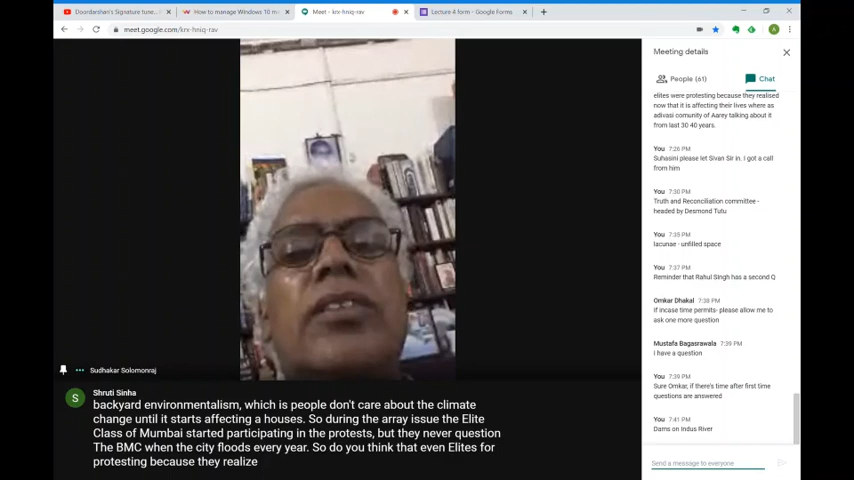 Doordarshan's Signature tune...
How to manage Windows 10 n
Meet - krx-hniq-rav
Lecture 4 form - Google Forms
meet.google.com/krx-hniq-rav
Meeting details
People (61)
Chat
elites were protesting because they realised
now that it is affecting their lives where as
adivasi comunity of Aarey talking about it
from last 30-40 years.
You 7:26 PM
Suhasini please let Sivan Sir in. I got a call
from him
You 7:30 PM
Truth and Reconciliation committee -
headed by Desmond Tutu
You 7:35 PM
lacunae - unfilled space
You 7:37 PM
Reminder that Rahul Singh has a second Q
Omkar Dhakal 7:38 PM
if incase time permits- please allow me to
ask one more question
Mustafa Bagasrawala 7:39 PM
I have a question
You 7:39 PM
Sure Omkar, if there's time after first time
questions are answered
You 7:41 PM
Dams on Indus River
Send a message to everyone
Sudhakar Solomonraj
S
Shruti Sinha
backyard environmentalism, which is people don't care about the climate
change until it starts affecting a houses. So during the array issue the Elite
Class of Mumbai started participating in the protests, but they never question
The BMC when the city floods every year. So do you think that even Elites for
protesting because they realize